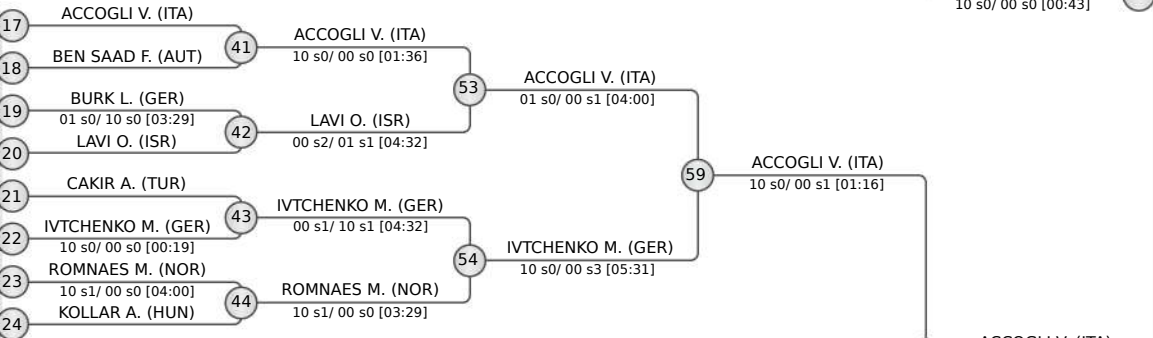 10 s0/ 00 s0 [00:43]
17
ACCOGLI V. (ITA)
18
BEN SAAD F. (AUT)
41
ACCOGLI V. (ITA)
10 s0/ 00 s0 [01:36]
19
BURK L. (GER)
01 s0/ 10 s0 [03:29]
20
LAVI O. (ISR)
42
LAVI O. (ISR)
00 s2/ 01 s1 [04:32]
53
ACCOGLI V. (ITA)
01 s0/ 00 s1 [04:00]
21
CAKIR A. (TUR)
22
IVTCHENKO M. (GER)
10 s0/ 00 s0 [00:19]
43
IVTCHENKO M. (GER)
00 s1/ 10 s1 [04:32]
23
ROMNAES M. (NOR)
10 s1/ 00 s0 [04:00]
24
KOLLAR A. (HUN)
44
ROMNAES M. (NOR)
10 s1/ 00 s0 [03:29]
54
IVTCHENKO M. (GER)
10 s0/ 00 s3 [05:31]
59
ACCOGLI V. (ITA)
10 s0/ 00 s1 [01:16]
ACCOGLI V. (ITA)